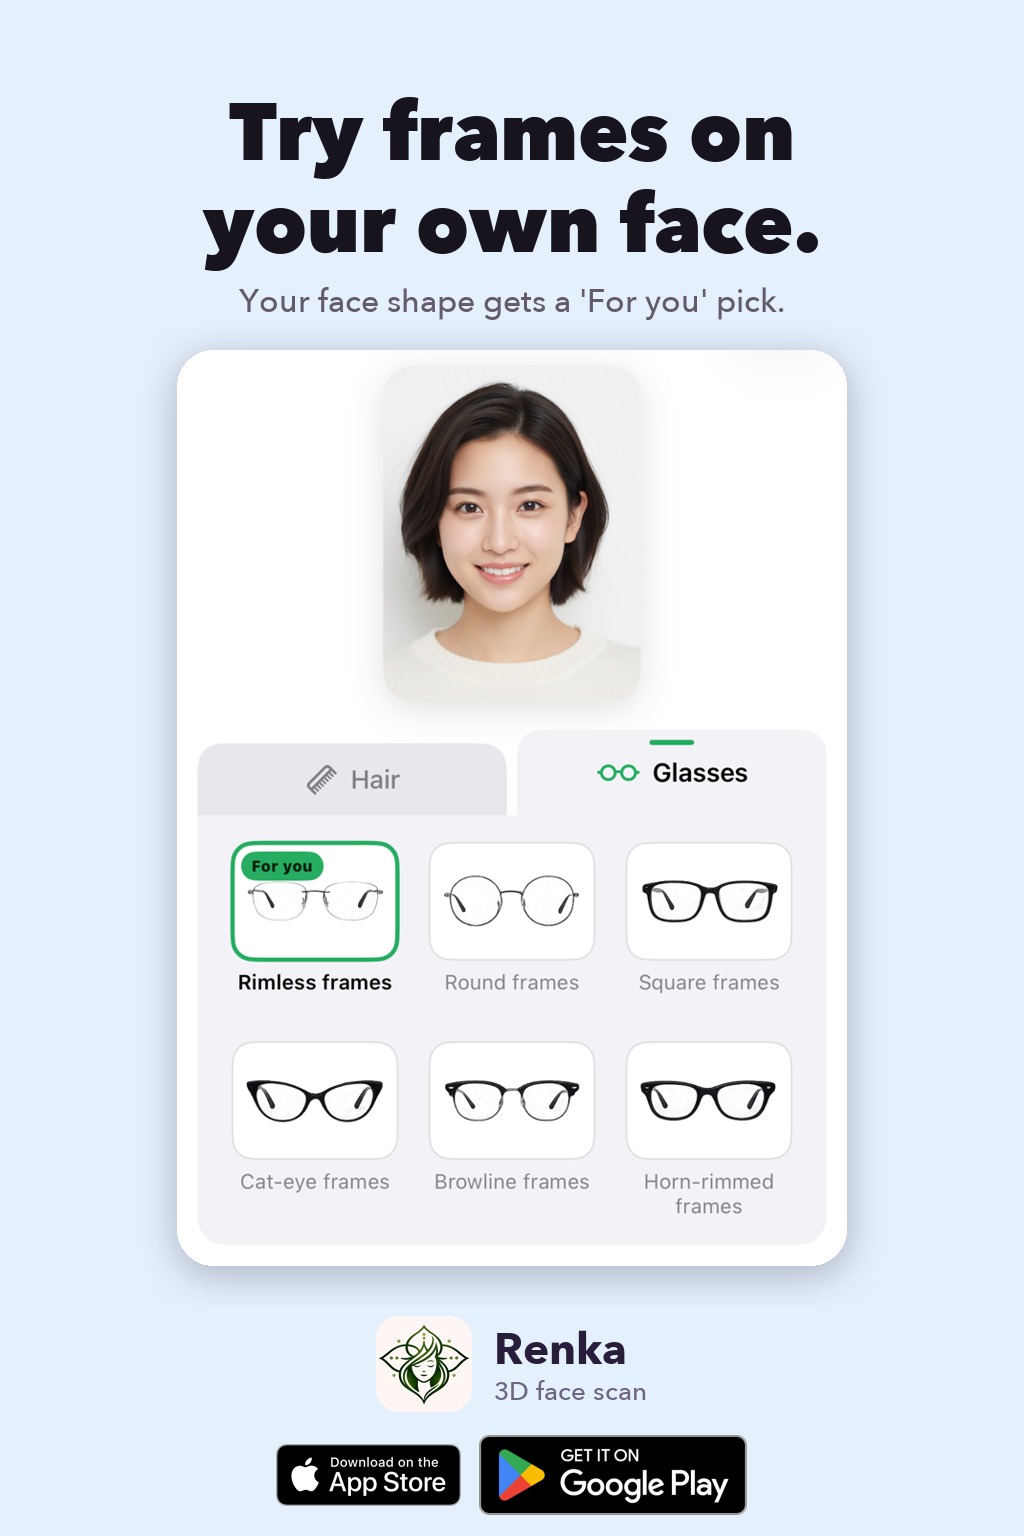 Try frames on
your own face.
Your face shape gets a 'For you' pick.
Hair
Glasses
For you
Rimless frames
Round frames
Square frames
Cat-eye frames
Browline frames
Horn-rimmed
frames
Renka
3D face scan
Download on the
App Store
GET IT ON
Google Play